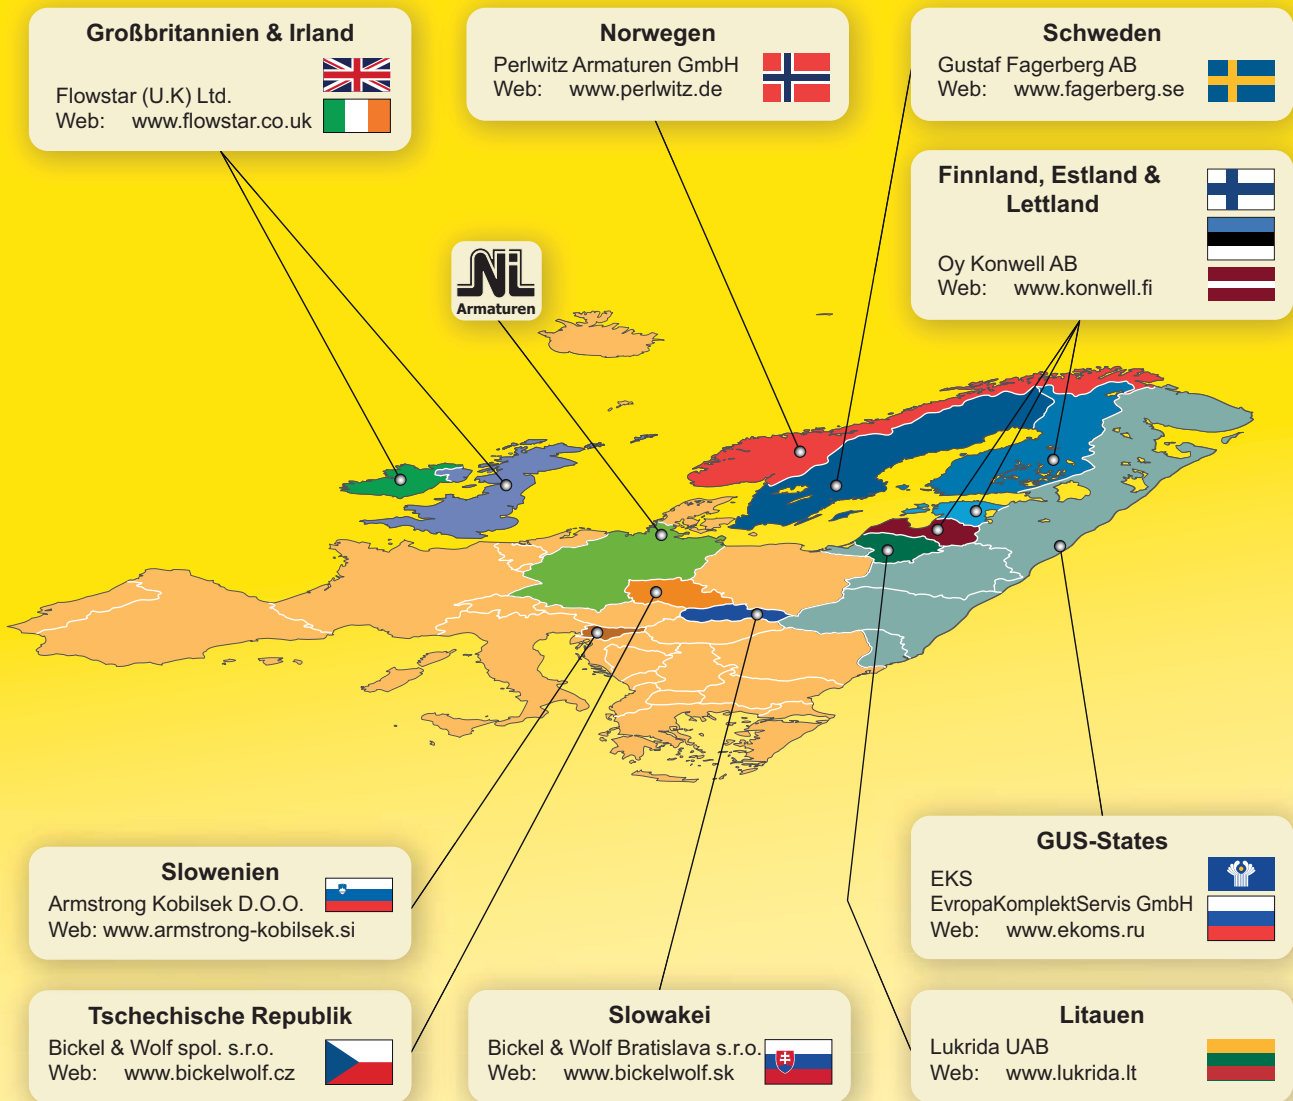 Großbritannien & Irland
Flowstar (U.K) Ltd.
Web: www.flowstar.co.uk
Norwegen
Perlwitz Armaturen GmbH
Web: www.perlwitz.de
Schweden
Gustaf Fagerberg AB
Web: www.fagerberg.se
Finnland, Estland &
Lettland
Oy Konwell AB
Web: www.konwell.fi
Ni
Armaturen
Slowenien
Armstrong Kobilsek D.O.O.
Web: www.armstrong-kobilsek.si
GUS-States
EKS
EvropaKomplektServis GmbH
Web: www.ekoms.ru
Tschechische Republik
Bickel & Wolf spol. s.r.o.
Web: www.bickelwolf.cz
Slowakei
Bickel & Wolf Bratislava s.r.o.
Web: www.bickelwolf.sk
Litauen
Lukrida UAB
Web: www.lukrida.lt